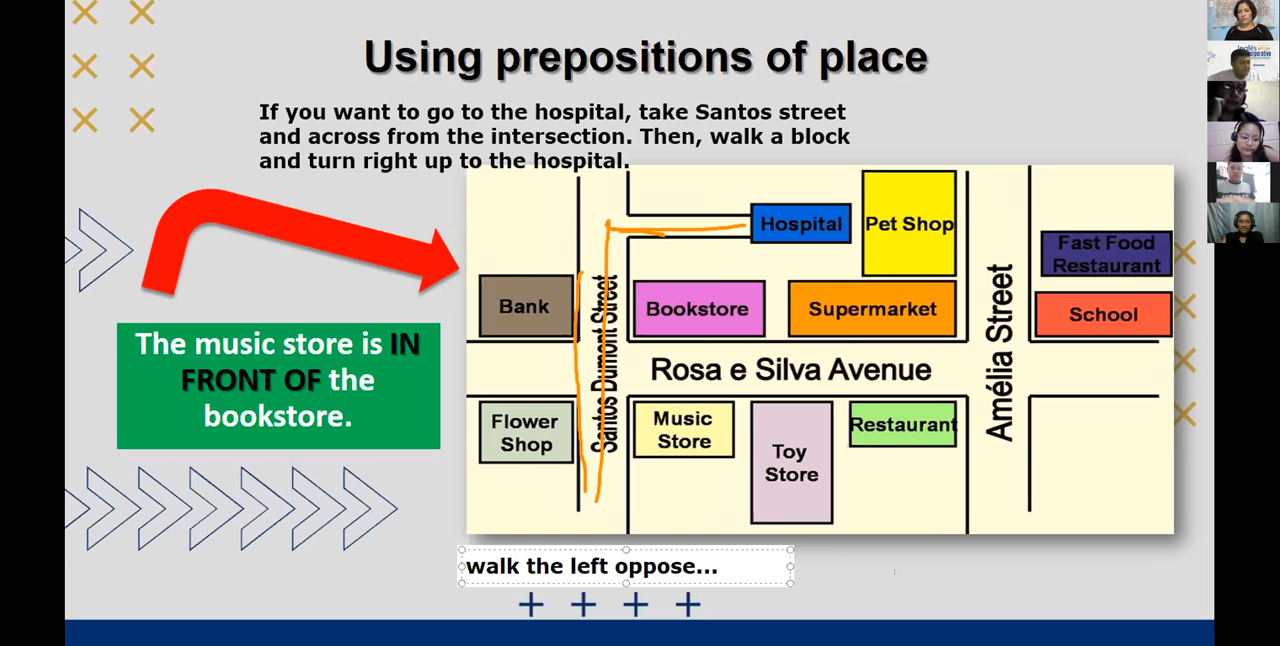 Using prepositions of place
If you want to go to the hospital, take Santos street
and across from the intersection. Then, walk a block
and turn right up to the hospital.
The music store is IN
FRONT OF the
bookstore.
Hospital
Pet Shop
Fast Food
Restaurant
Bank
Santos Dumont Street
Bookstore
Supermarket
Amélia Street
School
Rosa e Silva Avenue
Flower
Shop
Music
Store
Toy
Store
Restaurant
walk the left oppose...